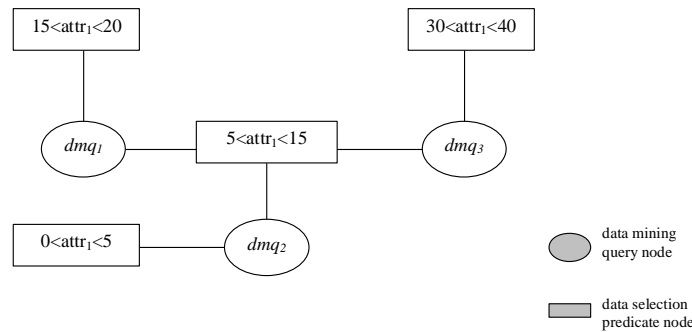 15<attr₁<20
30<attr₁<40
dmq₁
5<attr₁<15
dmq₃
0<attr₁<5
dmq₂
data mining
query node
data selection
predicate node